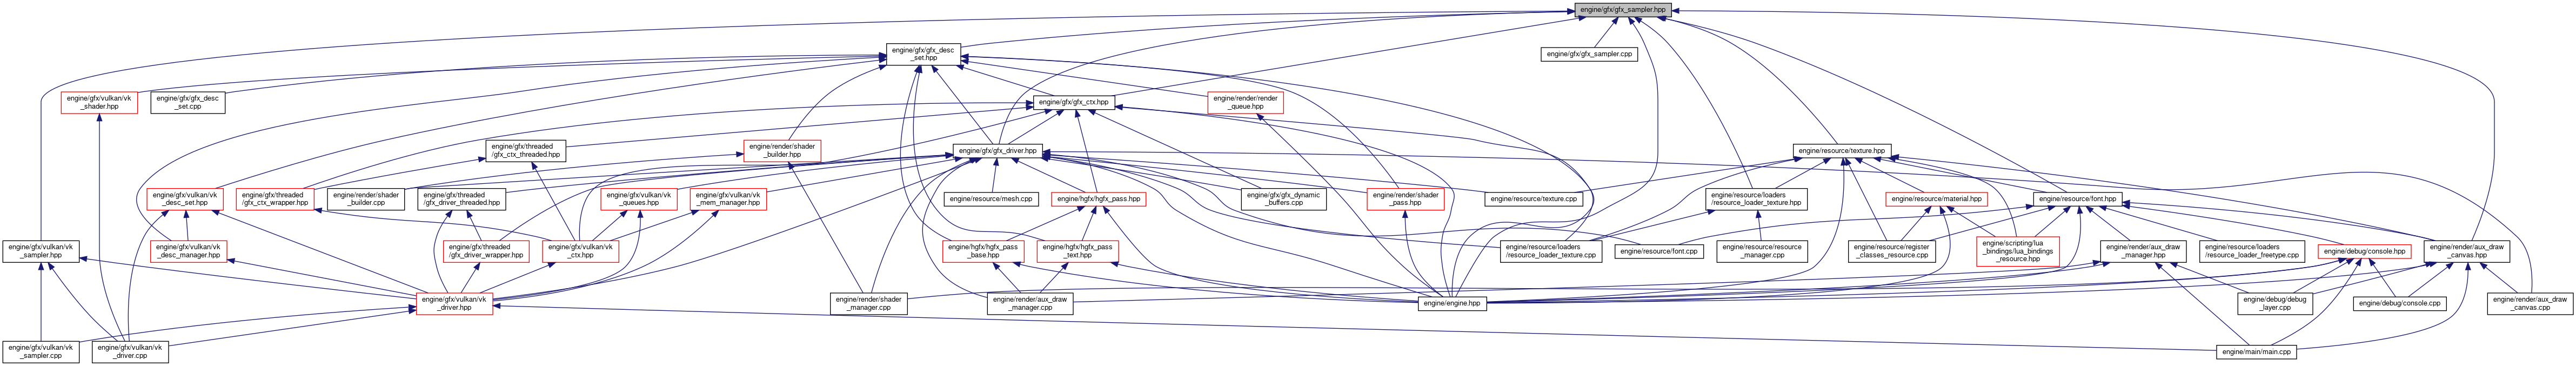 engine/gfx/gfx_sampler.hpp
engine/gfx/gfx_desc
_set.hpp
engine/gfx/gfx_sampler.cpp
engine/gfx/vulkan/vk
_shader.hpp
engine/gfx/gfx_desc
_set.cpp
engine/gfx/gfx_ctx.hpp
engine/render/render
_queue.hpp
engine/gfx/threaded
/gfx_ctx_threaded.hpp
engine/render/shader
_builder.hpp
engine/gfx/gfx_driver.hpp
engine/resource/texture.hpp
engine/gfx/vulkan/vk
_desc_set.hpp
engine/gfx/threaded
/gfx_ctx_wrapper.hpp
engine/render/shader
_builder.cpp
engine/gfx/threaded
/gfx_driver_threaded.hpp
engine/gfx/vulkan/vk
_queues.hpp
engine/gfx/vulkan/vk
_mem_manager.hpp
engine/resource/mesh.cpp
engine/hgfx/hgfx_pass.hpp
engine/gfx/gfx_dynamic
_buffers.cpp
engine/render/shader
_pass.hpp
engine/resource/texture.cpp
engine/resource/loaders
/resource_loader_texture.hpp
engine/resource/material.hpp
engine/resource/font.hpp
engine/gfx/vulkan/vk
_sampler.hpp
engine/gfx/vulkan/vk
_desc_manager.hpp
engine/gfx/threaded
/gfx_driver_wrapper.hpp
engine/gfx/vulkan/vk
_ctx.hpp
engine/hgfx/hgfx_pass
_base.hpp
engine/hgfx/hgfx_pass
_text.hpp
engine/resource/loaders
/resource_loader_texture.cpp
engine/resource/font.cpp
engine/resource/resource
_manager.cpp
engine/resource/register
_classes_resource.cpp
engine/scripting/lua
_bindings/lua_bindings
_resource.hpp
engine/render/aux_draw
_manager.hpp
engine/resource/loaders
/resource_loader_freetype.cpp
engine/debug/console.hpp
engine/render/aux_draw
_canvas.hpp
engine/gfx/vulkan/vk
_driver.hpp
engine/render/shader
_manager.cpp
engine/render/aux_draw
_manager.cpp
engine/engine.hpp
engine/debug/debug
_layer.cpp
engine/debug/console.cpp
engine/render/aux_draw
_canvas.cpp
engine/gfx/vulkan/vk
_sampler.cpp
engine/gfx/vulkan/vk
_driver.cpp
engine/main/main.cpp